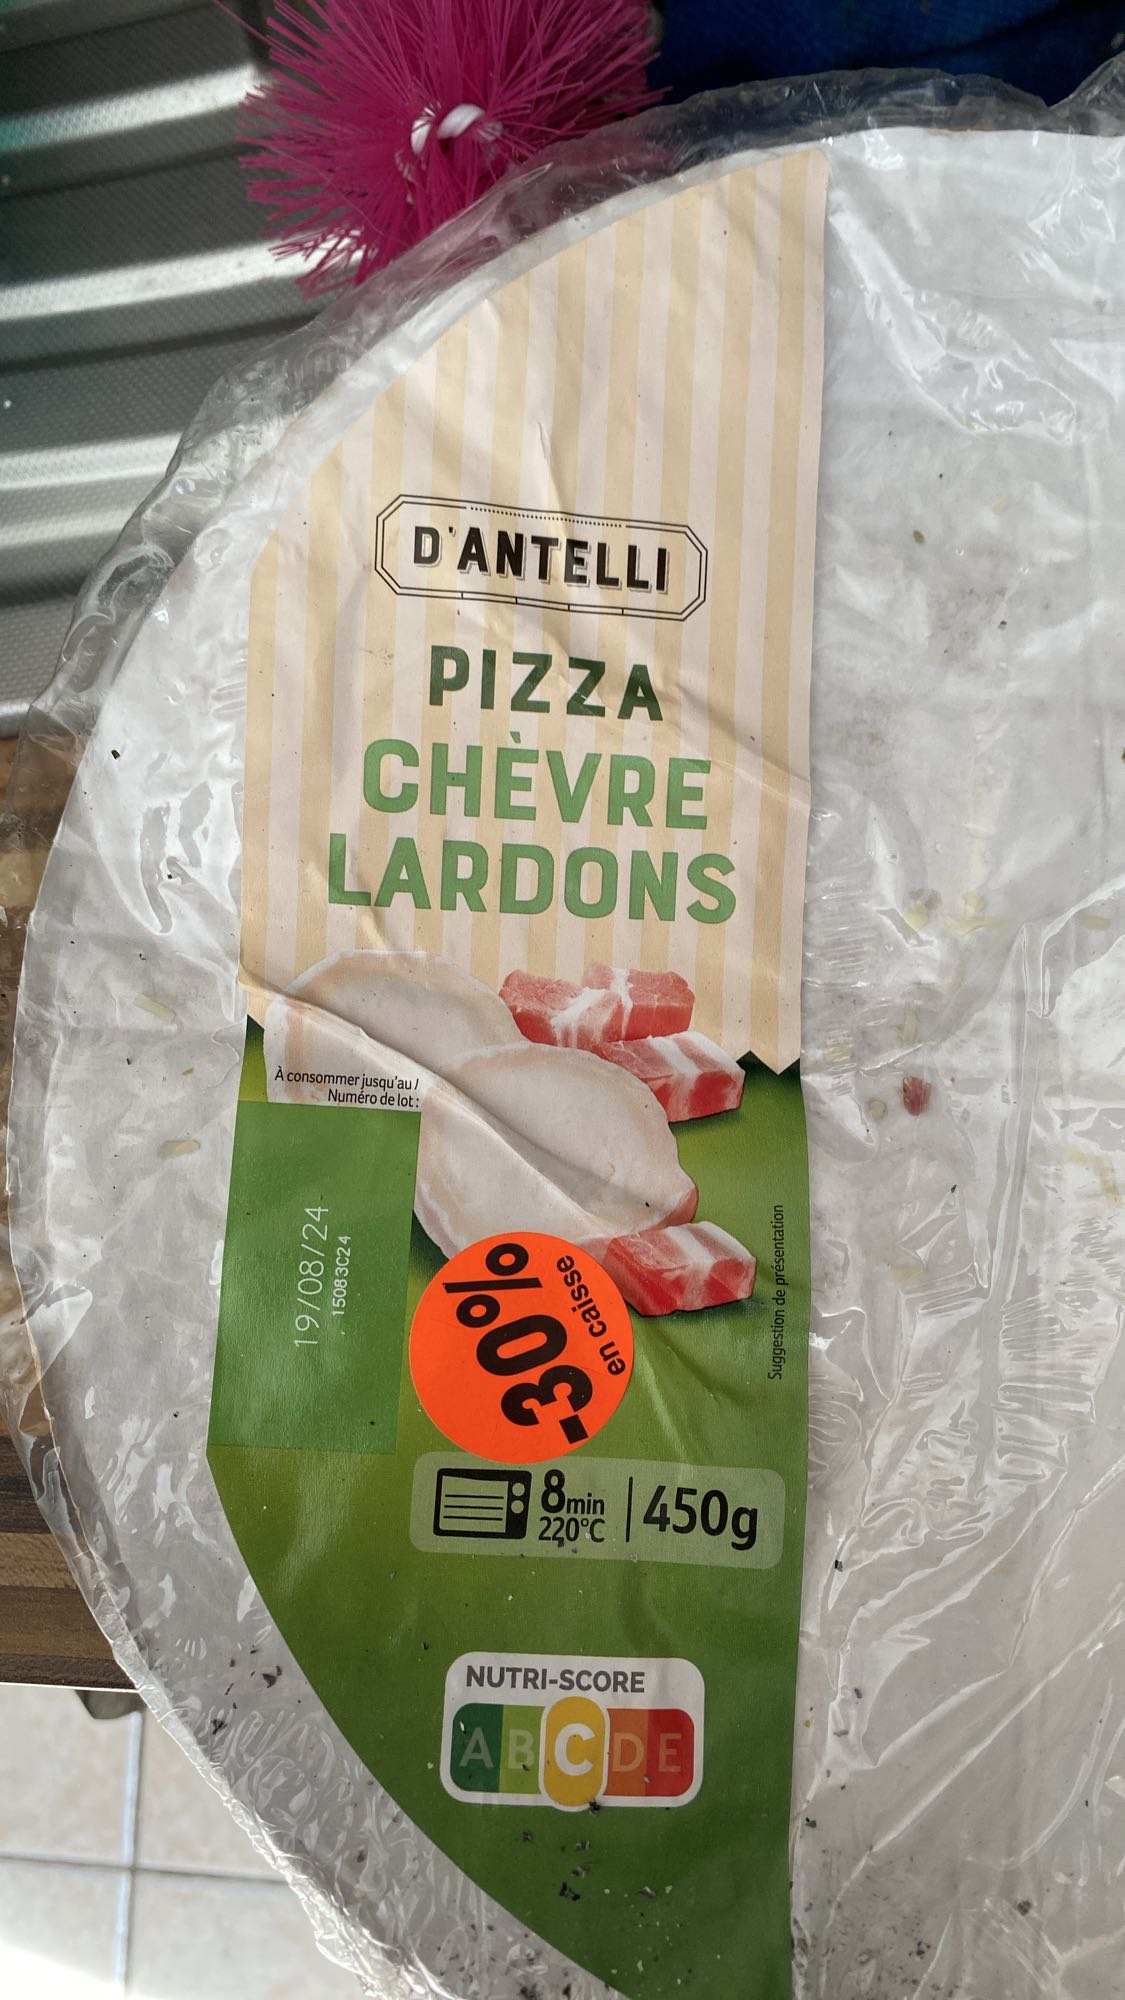 D'ANTELLI
PIZZA
CHÈVRE
LARDONS
À consommer jusqu'au /
Numéro de lot :
19/08/24
15083C24
-30%
en caisse
Suggestion de présentation
8min
220°C
450g
NUTRI-SCORE
A B C D E